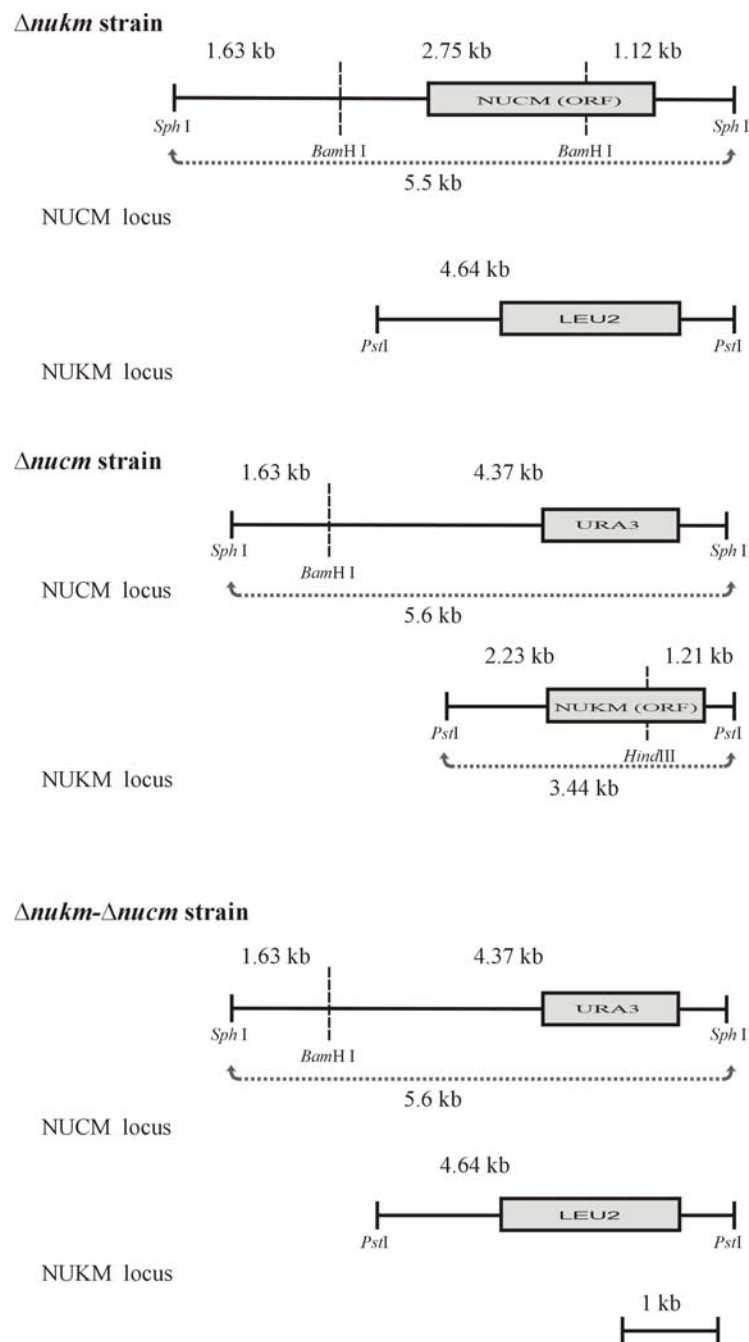 Δnukm strain
1.63 kb 2.75 kb 1.12 kb
NUCM (ORF)
Sph I Sph I
BamH I BamH I
5.5 kb
NUCM locus
4.64 kb
LEU2
PstI PstI
NUKM locus
Δnucm strain
1.63 kb 4.37 kb
URA3
Sph I Sph I
BamH I
NUCM locus
5.6 kb
2.23 kb 1.21 kb
NUKM (ORF)
PstI PstI
HindIII
NUKM locus
3.44 kb
Δnukm-Δnucm strain
1.63 kb 4.37 kb
URA3
Sph I Sph I
BamH I
5.6 kb
NUCM locus
4.64 kb
LEU2
PstI PstI
NUKM locus
1 kb